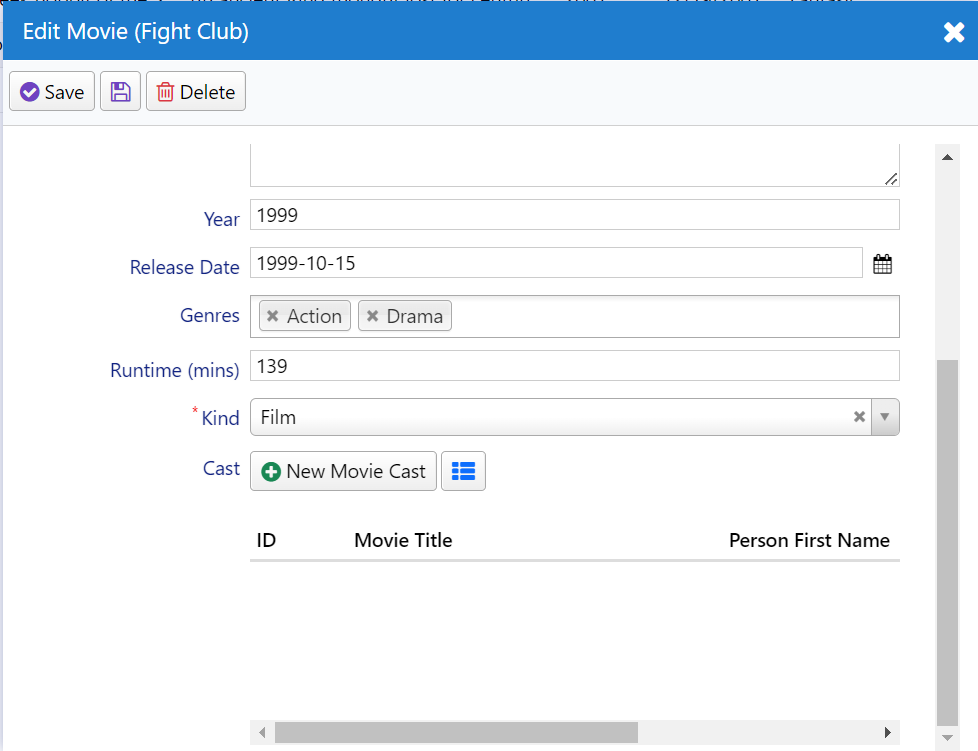 Edit Movie (Fight Club)
Save
Delete
Year 1999
Release Date 1999-10-15
Genres Action Drama
Runtime (mins) 139
*Kind Film
Cast New Movie Cast
ID Movie Title Person First Name